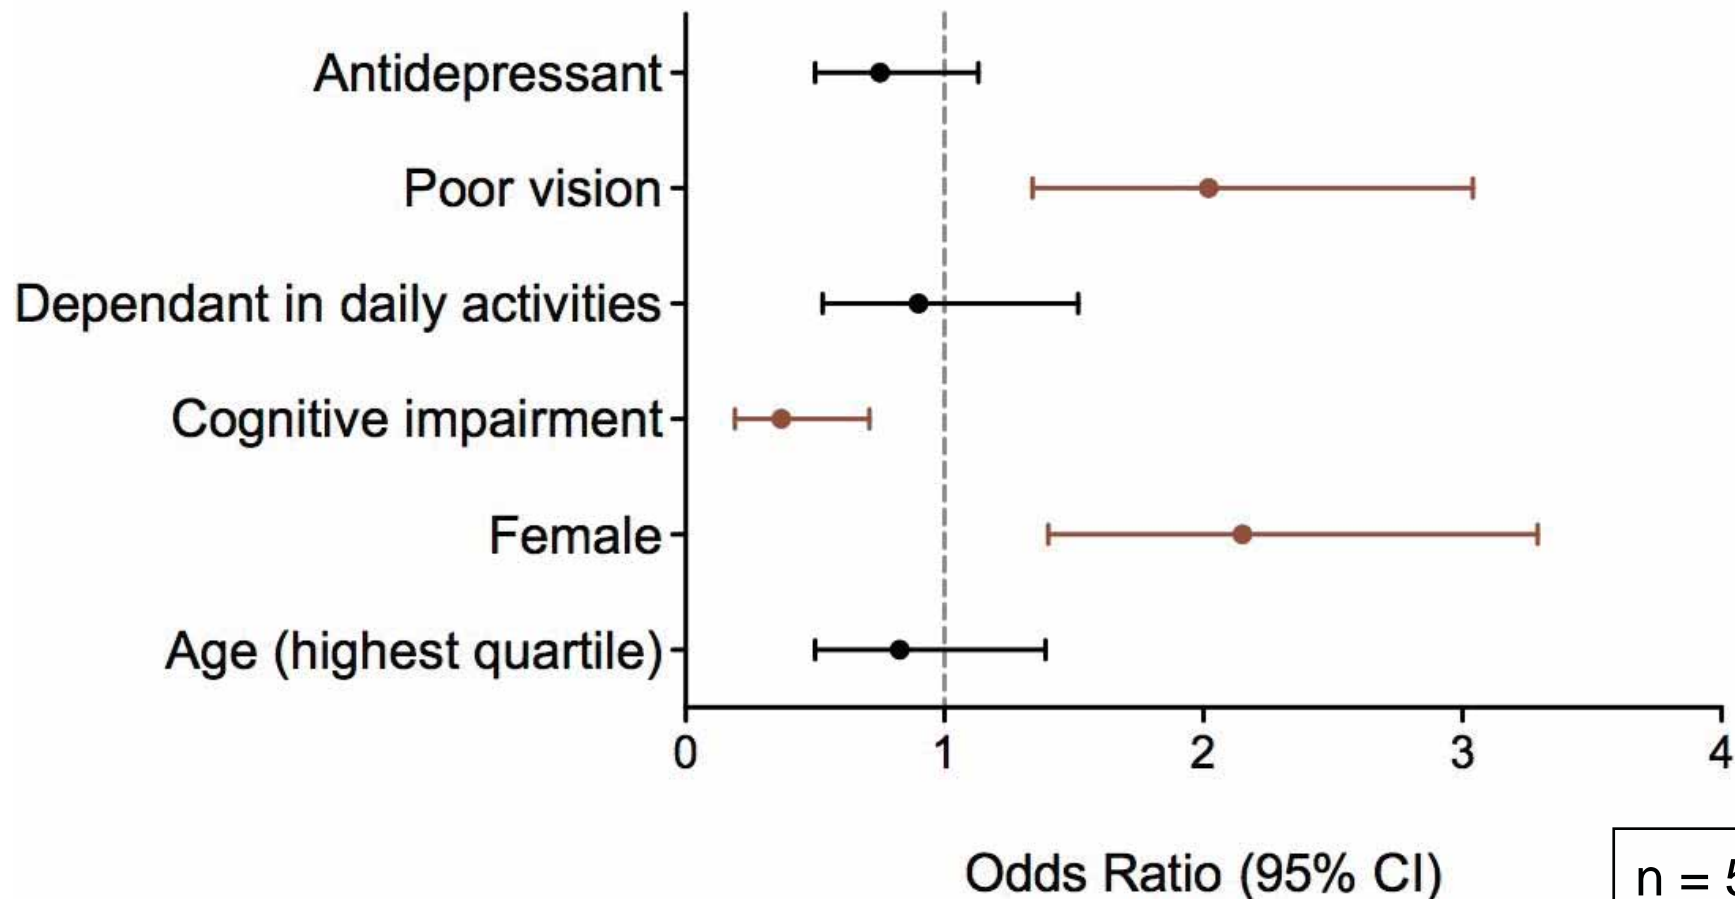 Antidepressant
Poor vision
Dependant in daily activities
Cognitive impairment
Female
Age (highest quartile)
0 1 2 3 4
Odds Ratio (95% CI)
n =